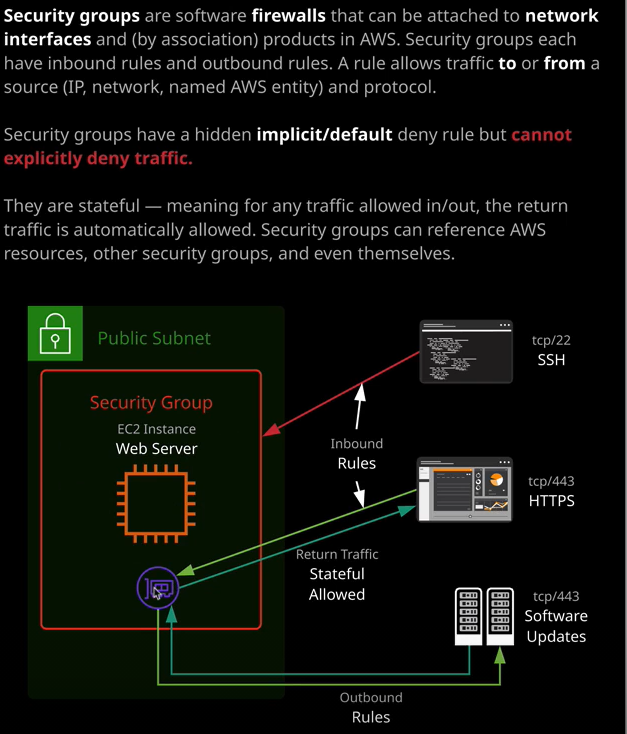 Security groups are software firewalls that can be attached to network
interfaces and (by association) products in AWS. Security groups each
have inbound rules and outbound rules. A rule allows traffic to or from a
source (IP, network, named AWS entity) and protocol.
Security groups have a hidden implicit/default deny rule but cannot
explicitly deny traffic.
They are stateful — meaning for any traffic allowed in/out, the return
traffic is automatically allowed. Security groups can reference AWS
resources, other security groups, and even themselves.
Public Subnet
Security Group
EC2 Instance
Web Server
tcp/22
SSH
Inbound
Rules
tcp/443
HTTPS
Return Traffic
Stateful
Allowed
tcp/443
Software
Updates
Outbound
Rules